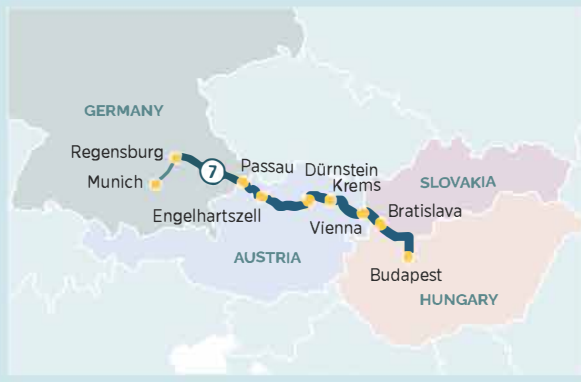 GERMANY
Regensburg
7
Passau
Dürnstein
Munich
Krems
SLOVAKIA
Engelhartszell
Vienna
Bratislava
AUSTRIA
Budapest
HUNGARY